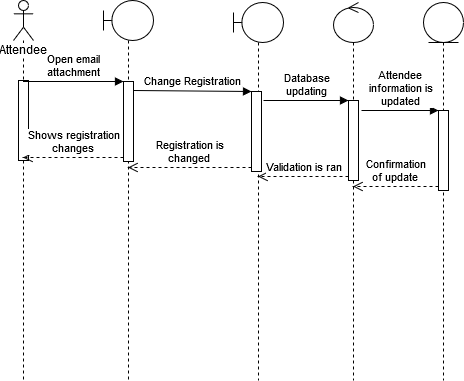 Attendee
Open email
attachment
Change Registration
Database
updating
Attendee
information is
updated
Shows registration
changes
Registration is
changed
Validation is ran
Confirmation
of update